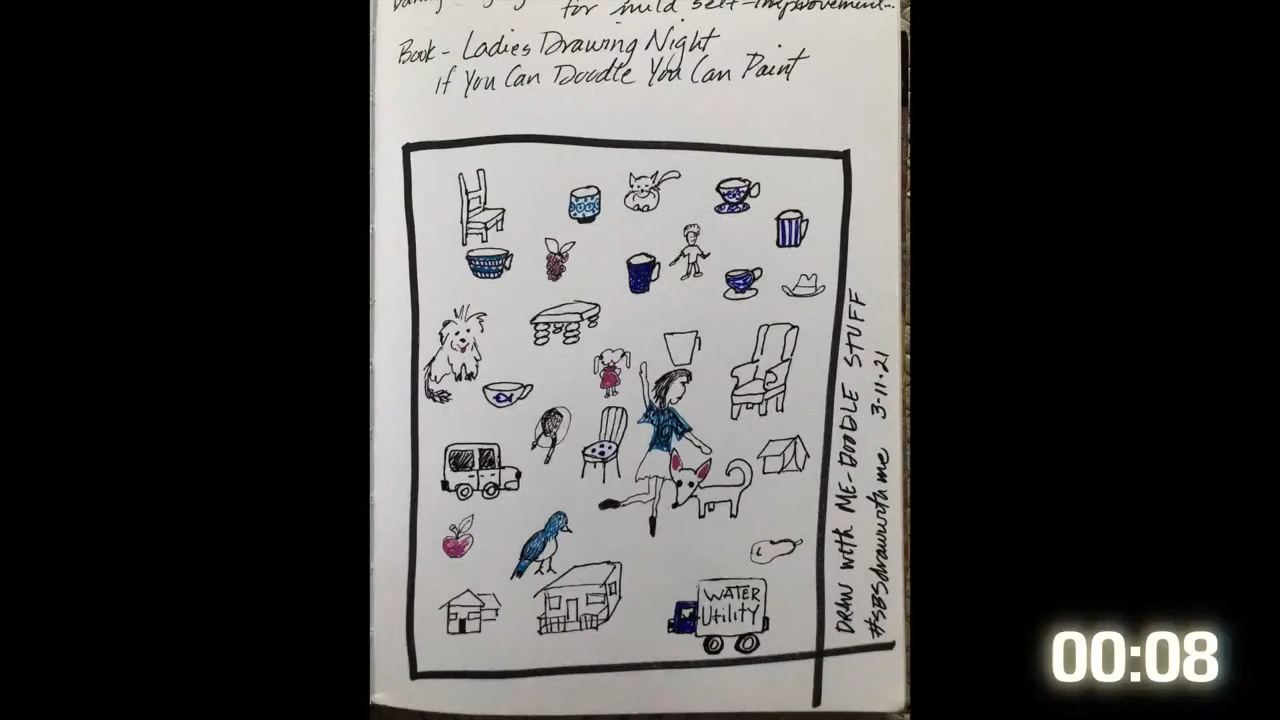 for mild self-improvement...
Book - Ladies Drawing Night
if You Can Doodle You Can Paint
WATER
Utility
DRAW with ME-DOODLE STUFF
#SBSdrawwithme 3-11-21
00:08